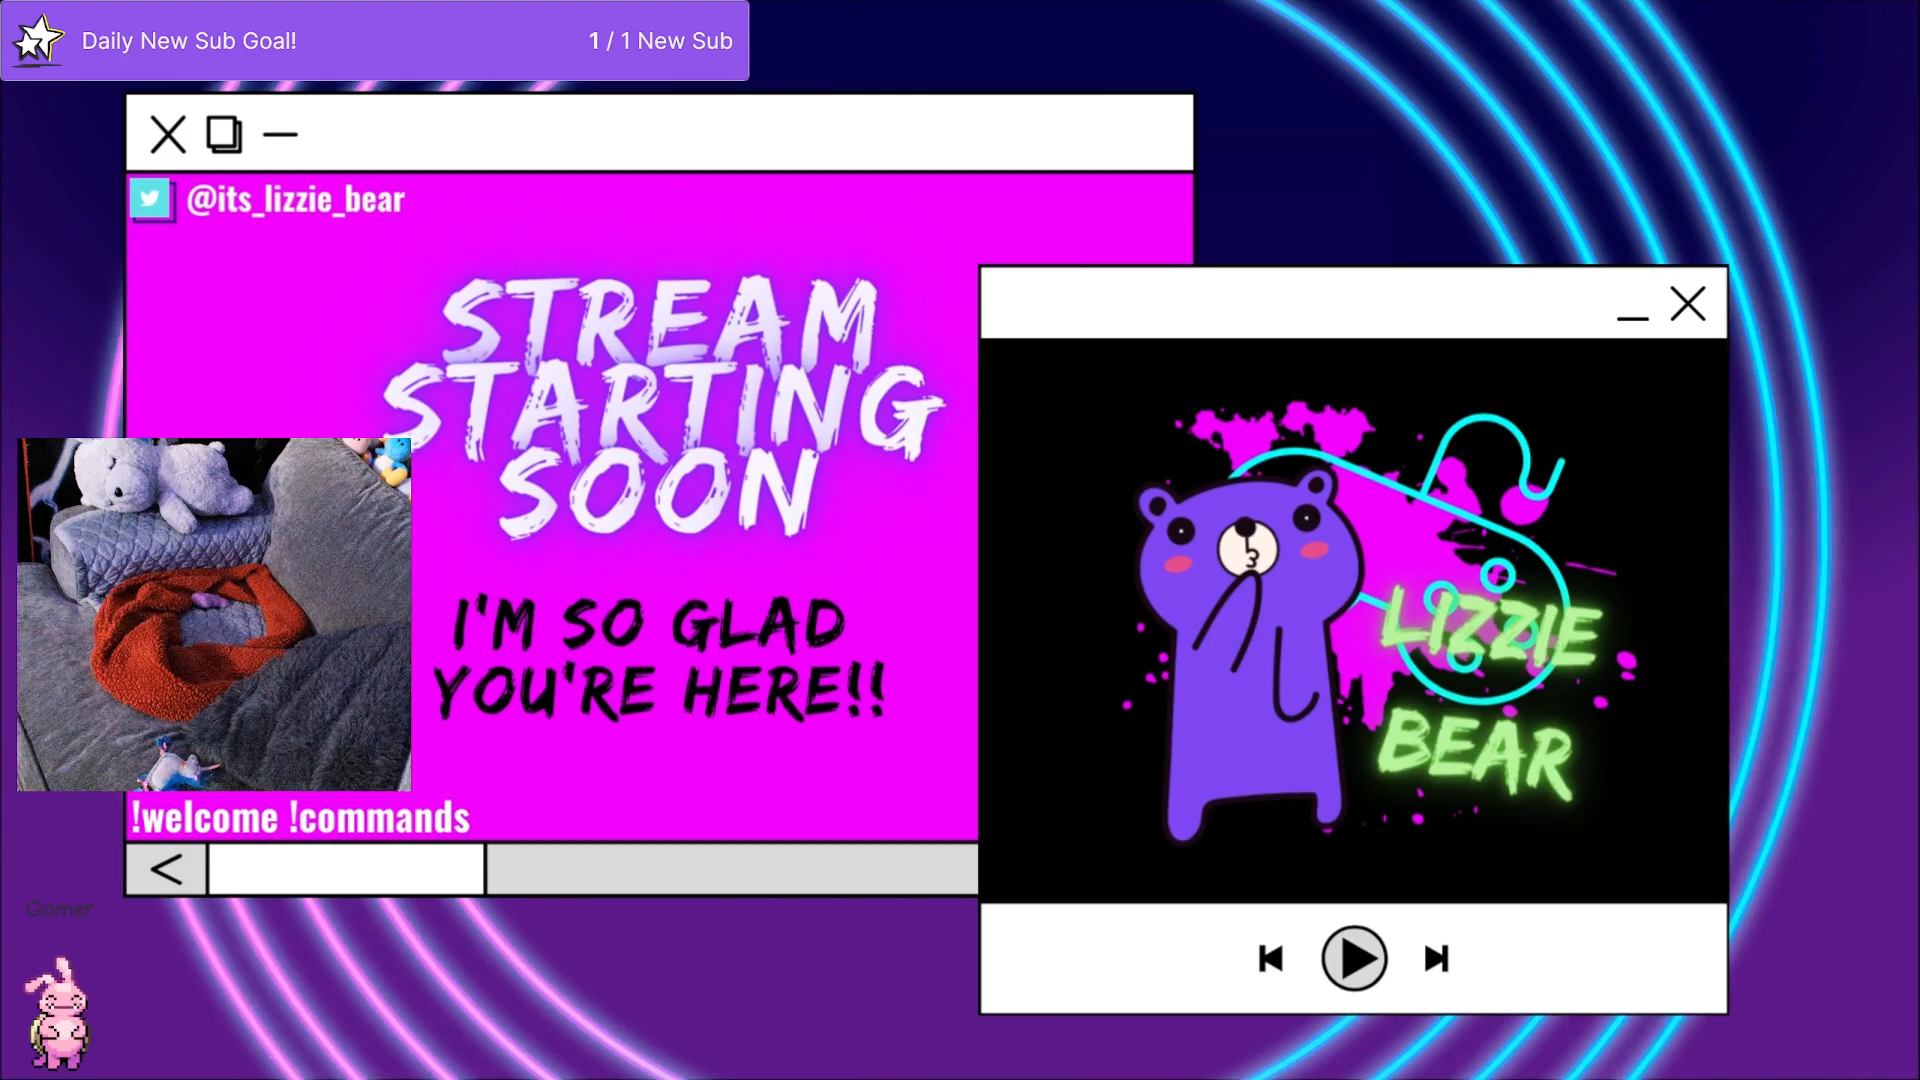 Daily New Sub Goal!
1 / 1 New Sub
@its_lizzie_bear
STREAM
STARTING
SOON
I'M SO GLAD
YOU'RE HERE!!
LIZZIE
BEAR
!welcome !commands
Gomer